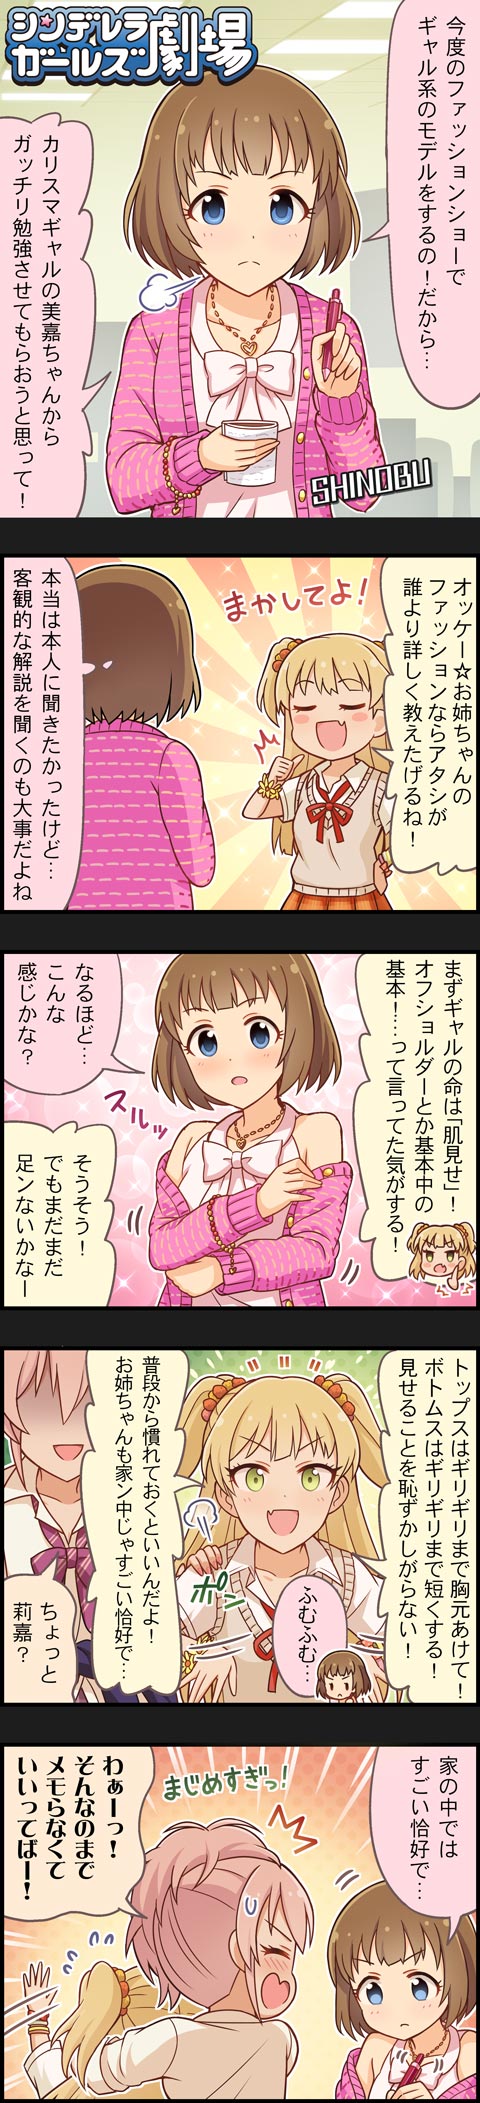 シンデレラ
ガールズ劇場
今度のファッションショーで
ギャル系のモデルをするの！だから…
カリスマギャルの美嘉ちゃんから
ガッチリ勉強させてもらおうと思って！
SHINOBU
オッケー☆お姉ちゃんの
ファッションならアタシが
誰より詳しく教えたげるね！
まかしてよ！
本当は本人に聞きたかったけど…
客観的な解説を聞くのも大事だよね
まずギャルの命は「肌見せ」！
オフショルダーとか基本中の
基本！…って言ってた気がする！
なるほど…
こんな
感じかな？
スルッ
そうそう！
でもまだまだ
足ンないかなー
トップスはギリギリまで胸元あけて！
ボトムスはギリギリまで短くする！
見せることを恥ずかしがらない！
ふむふむ…
普段から慣れておくといいんだよ！
お姉ちゃんも家ン中じゃすごい恰好で…
ポン
ちょっと
莉嘉？
家の中では
すごい恰好で…
まじめすぎっ！
わぁーっ！
そんなのまで
メモらなくて
いいってばー！